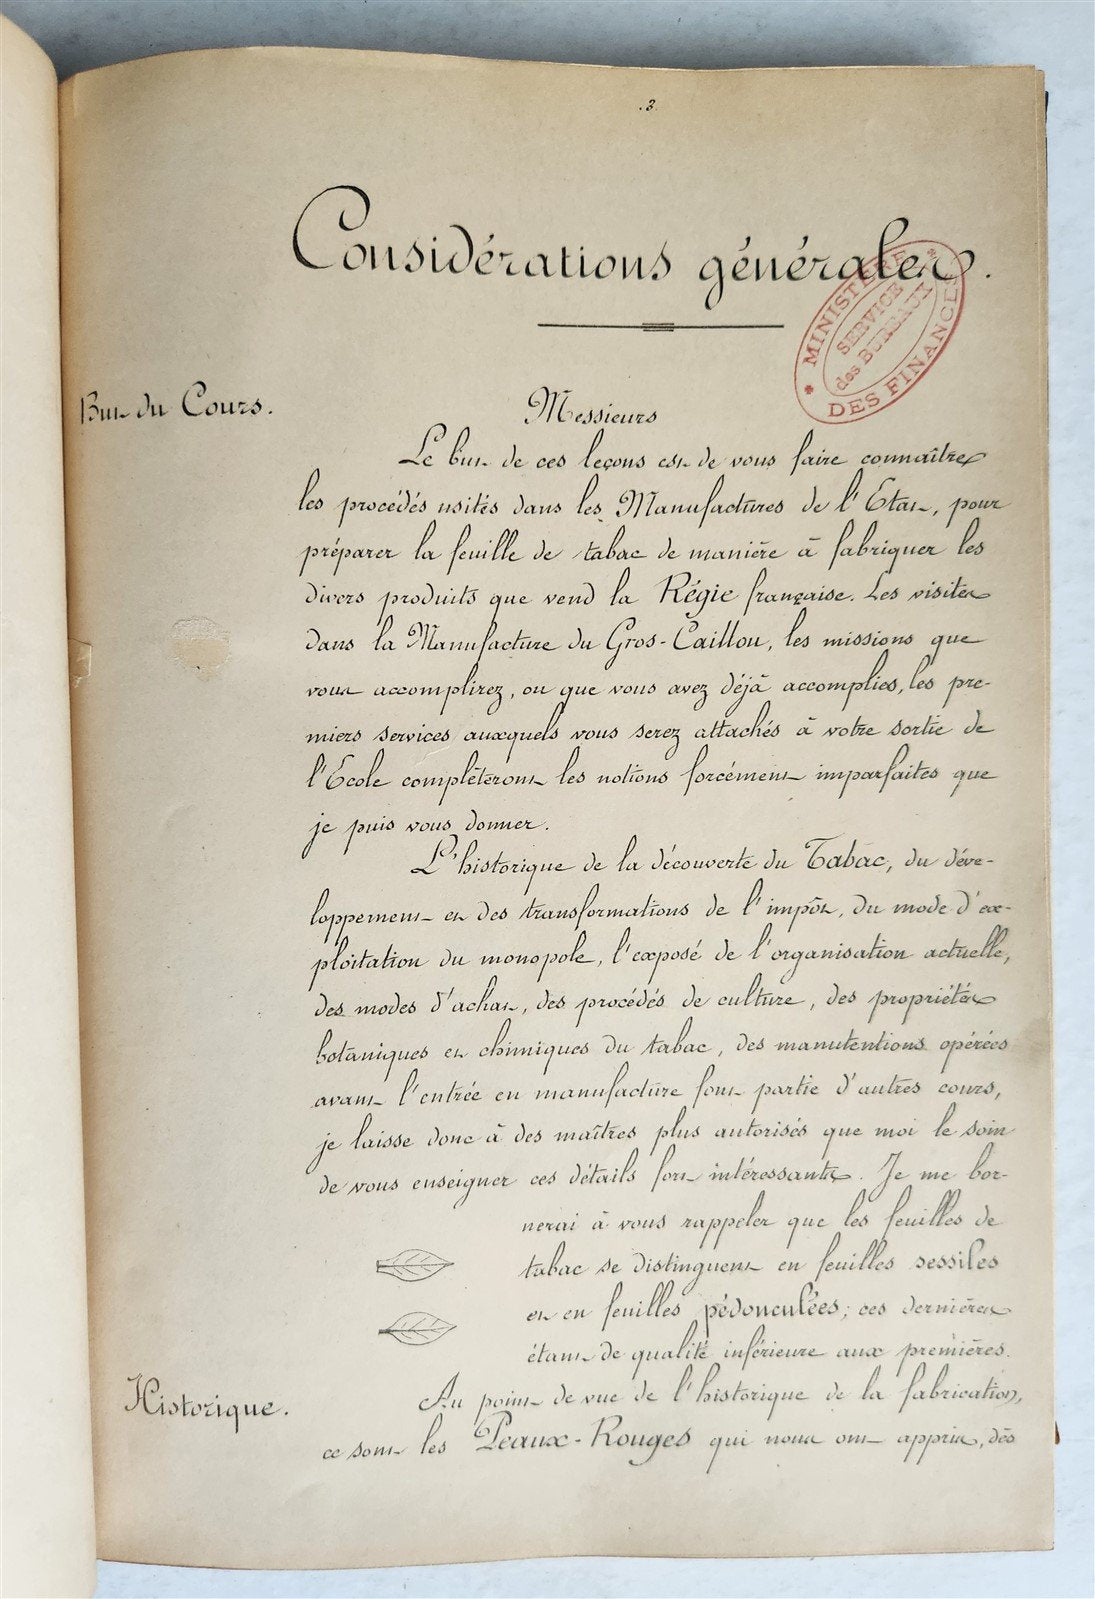 .3.
Considérations générales.
MINISTÈRE
DES FINANCES
SERVICE
des BUREAUX
But du Cours.
Messieurs
Le but de ces leçons est de vous faire connaître
les procédés usités dans les Manufactures de l'Etat, pour
préparer la feuille de tabac de manière à fabriquer les
divers produits que vend la Régie française. Les visites
dans la Manufacture du Gros-Caillou, les missions que
vous accomplirez, ou que vous avez déjà accomplies, les pre-
miers services auxquels vous serez attachés à votre sortie de
l'Ecole complèteront les notions forcément imparfaites que
je puis vous donner.
L'historique de la découverte du Tabac, du déve-
loppement et des transformations de l'impôt, du mode d'ex-
ploitation du monopole, l'exposé de l'organisation actuelle,
des modes d'achat, des procédés de culture, des propriétés
botaniques et chimiques du tabac, des manutentions opérées
avant l'entrée en manufacture font partie d'autres cours,
je laisse donc à des maîtres plus autorisés que moi le soin
de vous enseigner ces détails fort intéressants. Je me bor-
nerai à vous rappeler que les feuilles de
tabac se distinguent en feuilles sessiles
et en feuilles pédonculées; ces dernières
étant de qualité inférieure aux premières.
Historique.
Au point de vue de l'historique de la fabrication,
ce sont les Peaux-Rouges qui nous ont appris, dès